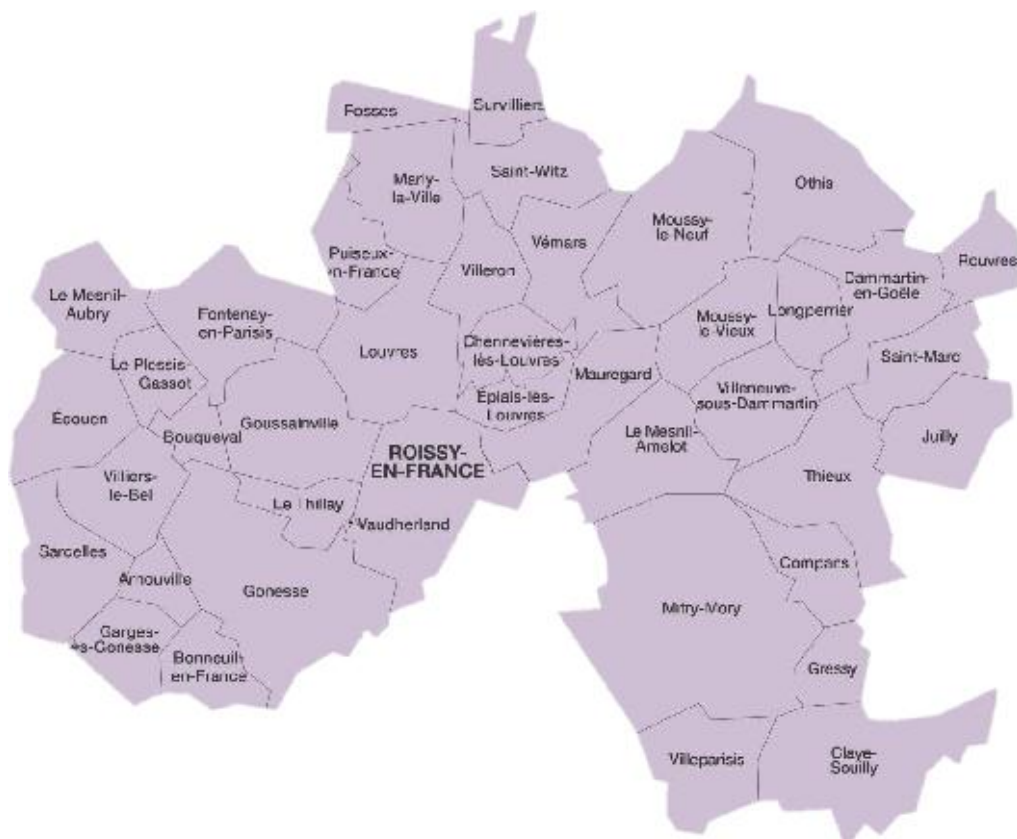 Fosses
Survilliers
Saint-Witz
Marly-
la-Ville
Othis
Moussy-
le-Neuf
Vémars
Puiseux-
en-France
Villeron
Rouvres
Dammartin-
en-Goële
Le Mesnil-
Aubry
Fontenay-
en-Parisis
Longperrier
Moussy-
le-Vieux
Louvres
Chennevières-
lès-Louvres
Mauregard
Saint-Mard
Le Plessis-
Gassot
Villeneuve-
sous-Dammartin
Épiais-lès-
Louvres
Écouen
Goussainville
Bouqueval
Le Mesnil-
Amelot
Juilly
ROISSY-
EN-FRANCE
Thieux
Villiers-
le-Bel
Le Thillay
Vaudherland
Sarcelles
Compans
Arnouville
Gonesse
Mitry-Mory
Garges-
ès-Gonesse
Bonneuil-
en-France
Gressy
Villeparisis
Claye-
Souilly